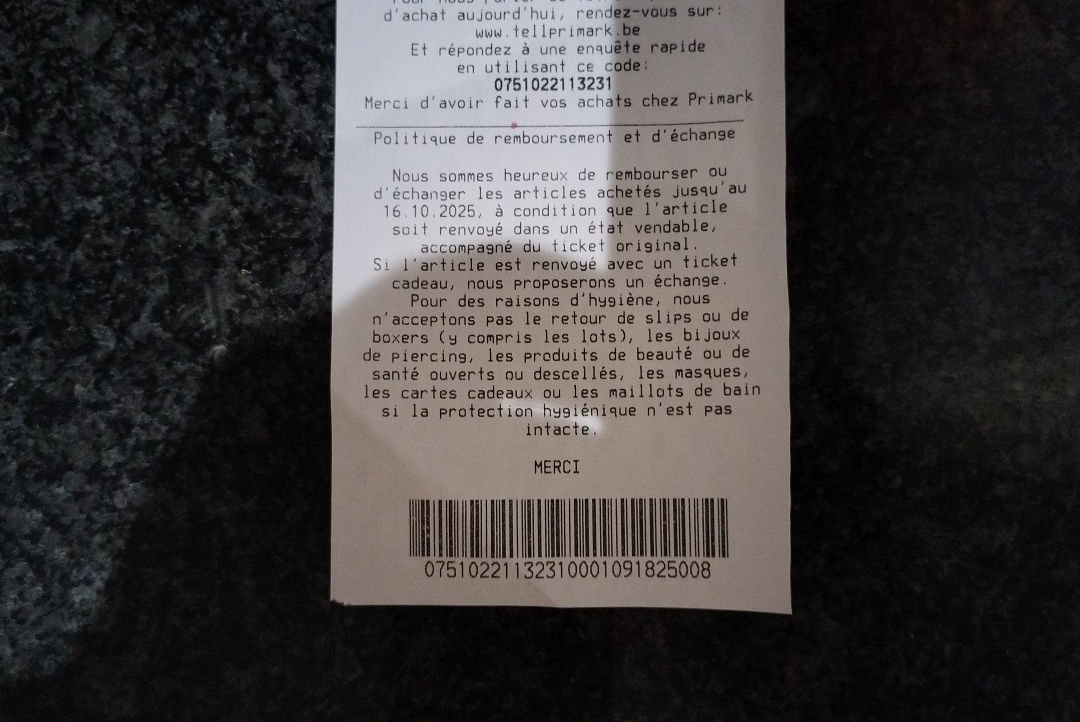 d'achat aujourd'hui, rendez-vous sur:
www.tellprimark.be
Et répondez à une enquête rapide
en utilisant ce code:
0751022113231
Merci d'avoir fait vos achats chez Primark
Politique de remboursement et d'échange
Nous sommes heureux de rembourser ou
d'échanger les articles achetés jusqu'au
16.10.2025, à condition que l'article
soit renvoyé dans un état vendable,
accompagné du ticket original.
Si l'article est renvoyé avec un ticket
cadeau, nous proposerons un échange.
Pour des raisons d'hygiène, nous
n'acceptons pas le retour de slips ou de
boxers (y compris les lots), les bijoux
de piercing, les produits de beauté ou de
santé ouverts ou descellés, les masques,
les cartes cadeaux ou les maillots de bain
si la protection hygiénique n'est pas
intacte.
MERCI
07510221132310001091825008